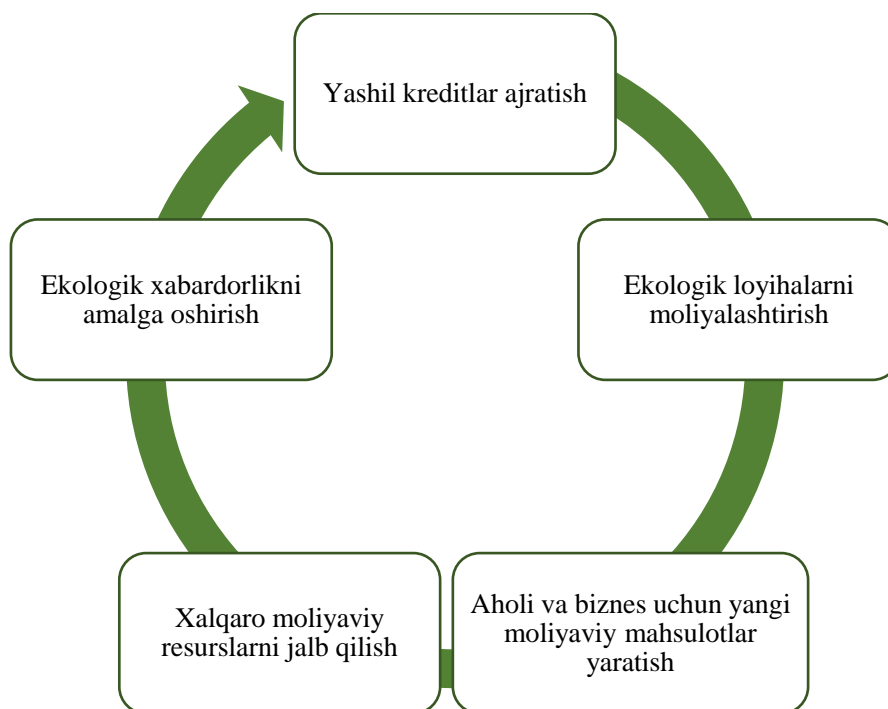 Yashil kreditlar ajratish
Ekologik loyihalarni
moliyalashtirish
Aholi va biznes uchun yangi
moliyaviy mahsulotlar
yaratish
Xalqaro moliyaviy
resurslarni jalb qilish
Ekologik xabardorlikni
amalga oshirish